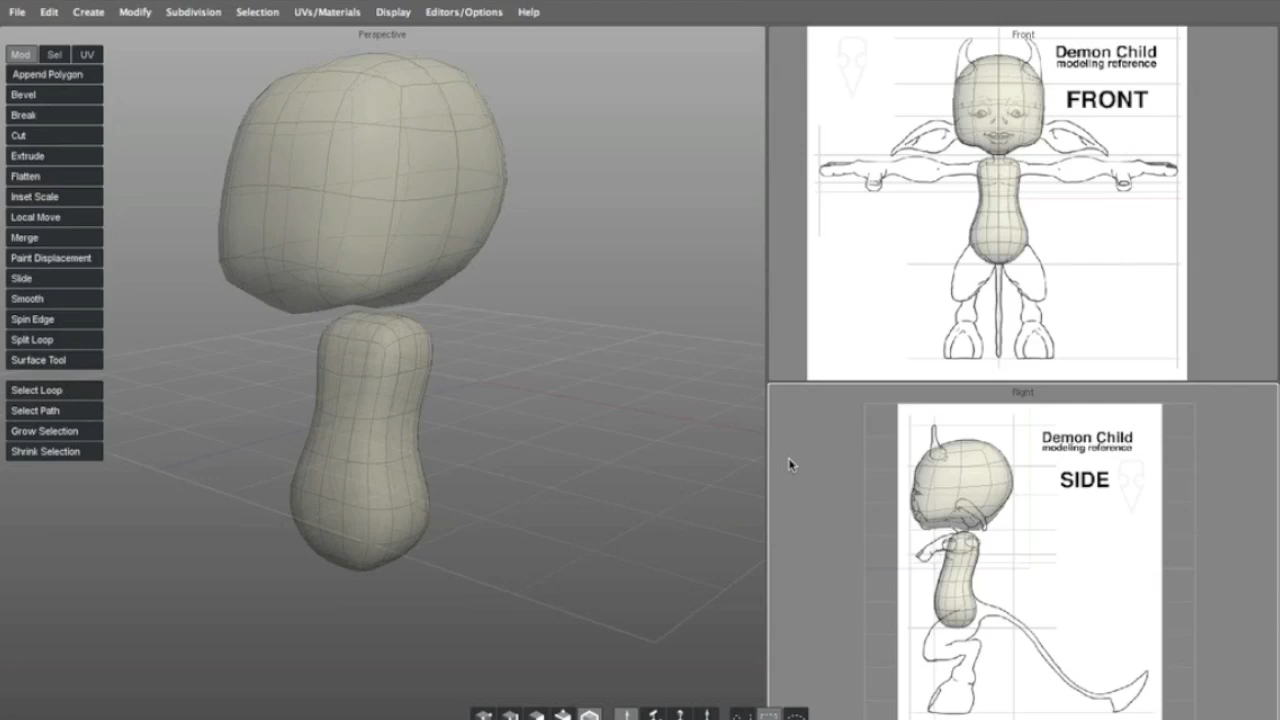 File Edit Create Modify Subdivision Selection UVs/Materials Display Editors/Options Help
Perspective
Mod Sel UV
Append Polygon
Bevel
Break
Cut
Extrude
Flatten
Inset Scale
Local Move
Merge
Paint Displacement
Slide
Smooth
Spin Edge
Split Loop
Surface Tool
Select Loop
Select Path
Grow Selection
Shrink Selection
Front
Demon Child
modeling reference
FRONT
Right
Demon Child
modeling reference
SIDE